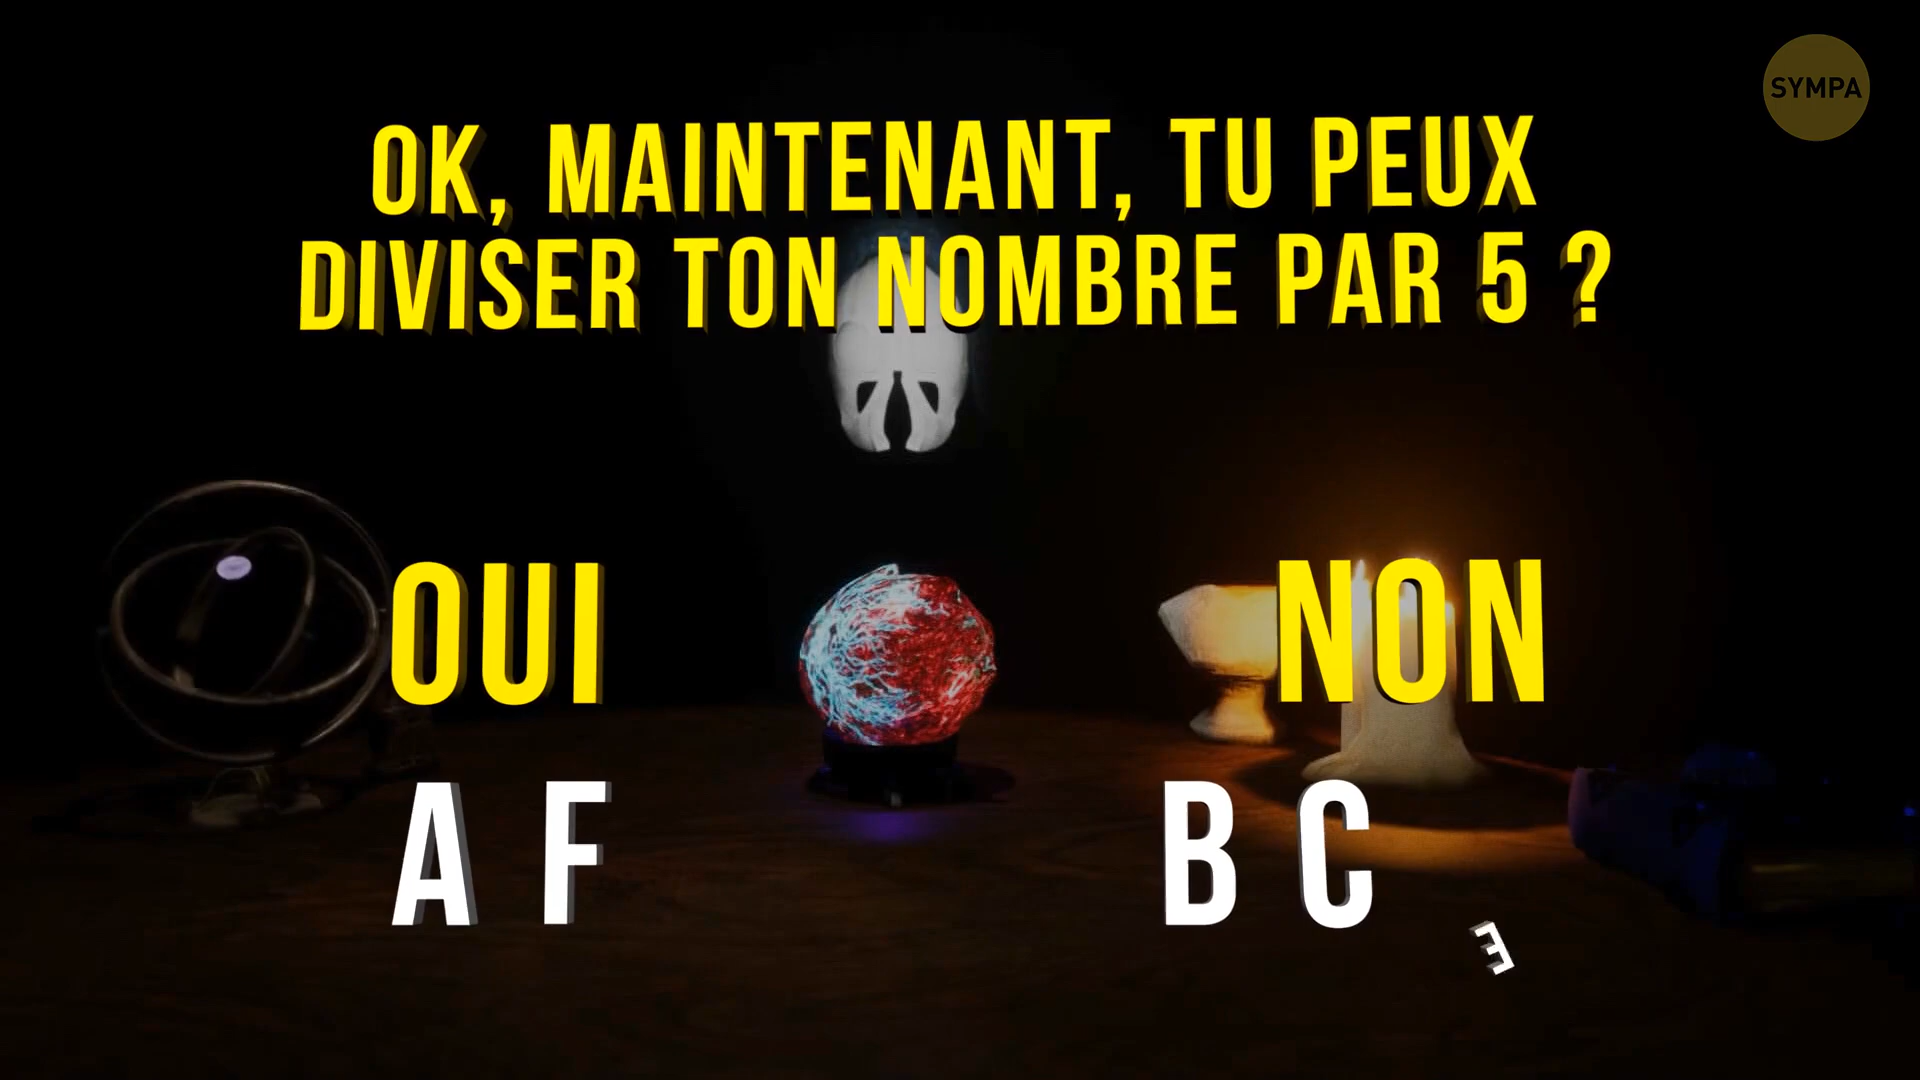 SYMPA
OK, MAINTENANT, TU PEUX
DIVISER TON NOMBRE PAR 5 ?
OUI NON
A F B C E